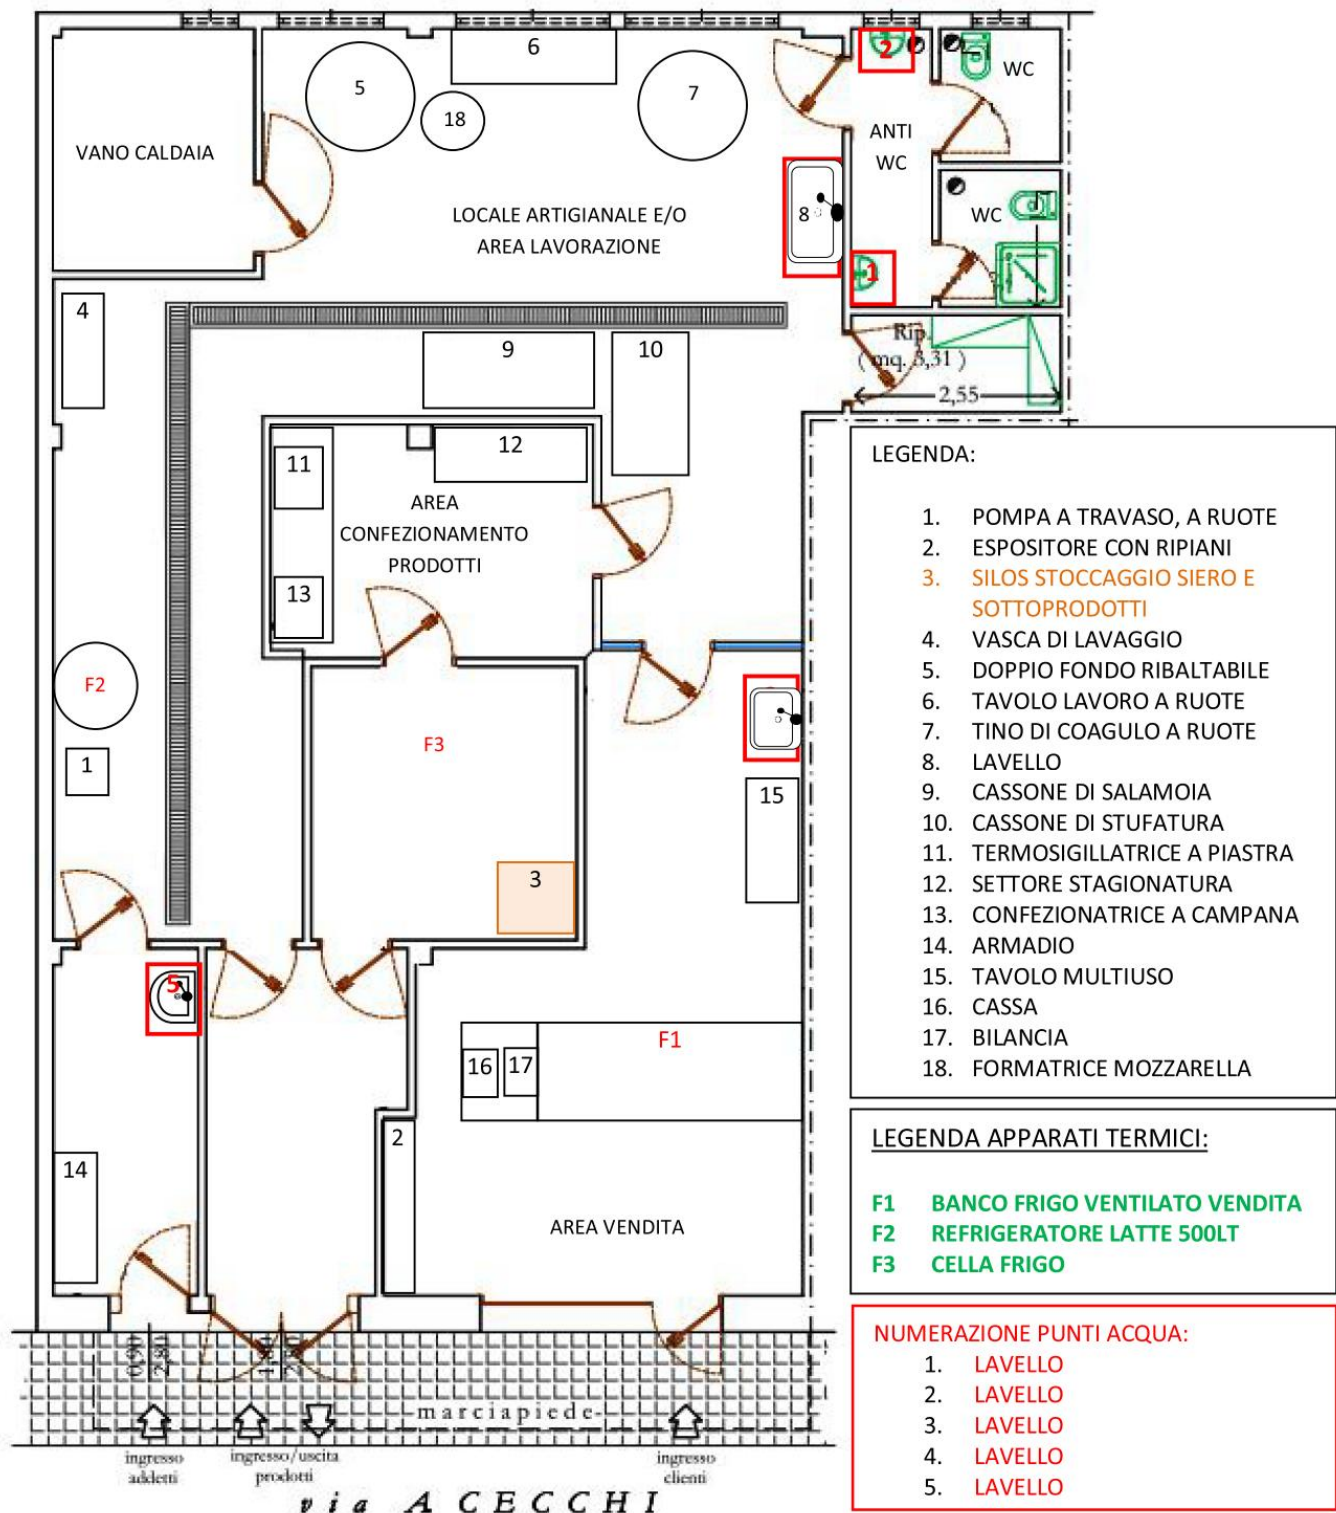 6
5
18
7
2
WC
VANO CALDAIA
ANTI
WC
LOCALE ARTIGIANALE E/O
AREA LAVORAZIONE
8
WC
1
4
9
10
Rip.
( mq. 3,31 )
2,55
11
12
AREA
CONFEZIONAMENTO
PRODOTTI
13
F2
F3
1
15
3
5
F1
16
17
2
14
AREA VENDITA
LEGENDA:
1. POMPA A TRAVASO, A RUOTE
2. ESPOSITORE CON RIPIANI
3. SILOS STOCCAGGIO SIERO E
SOTTOPRODOTTI
4. VASCA DI LAVAGGIO
5. DOPPIO FONDO RIBALTABILE
6. TAVOLO LAVORO A RUOTE
7. TINO DI COAGULO A RUOTE
8. LAVELLO
9. CASSONE DI SALAMOIA
10. CASSONE DI STUFATURA
11. TERMOSIGILLATRICE A PIASTRA
12. SETTORE STAGIONATURA
13. CONFEZIONATRICE A CAMPANA
14. ARMADIO
15. TAVOLO MULTIUSO
16. CASSA
17. BILANCIA
18. FORMATRICE MOZZARELLA
LEGENDA APPARATI TERMICI:
F1 BANCO FRIGO VENTILATO VENDITA
F2 REFRIGERATORE LATTE 500LT
F3 CELLA FRIGO
NUMERAZIONE PUNTI ACQUA:
1. LAVELLO
2. LAVELLO
3. LAVELLO
4. LAVELLO
5. LAVELLO
0,90
2,80
marciapiede
ingresso
addetti
ingresso/uscita
prodotti
ingresso
clienti
via A CECCHI